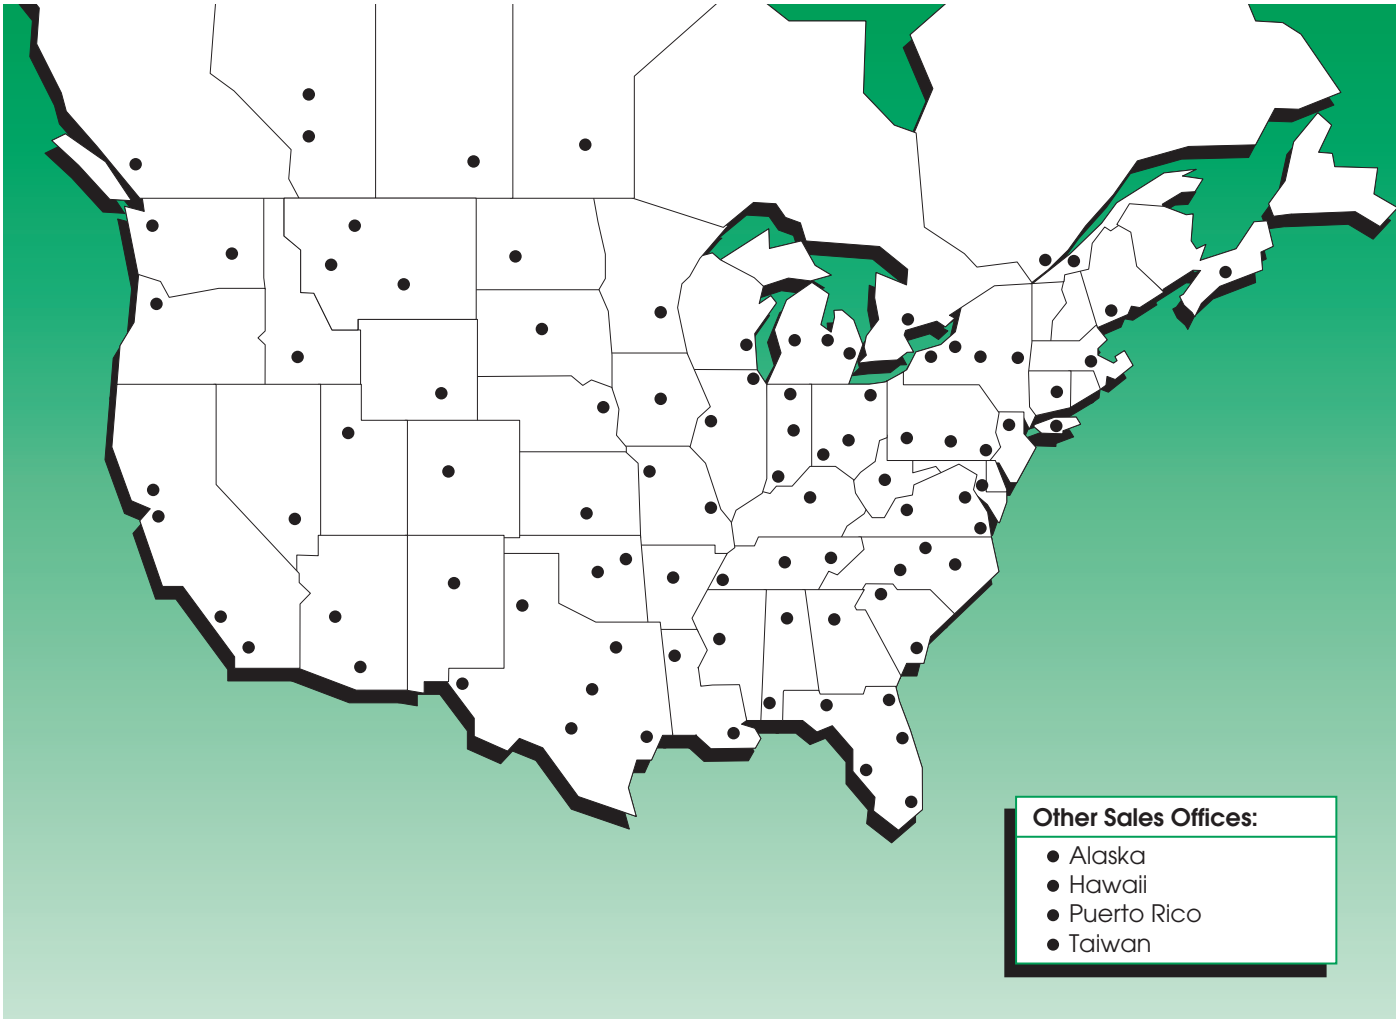 Other Sales Offices:
● Alaska
● Hawaii
● Puerto Rico
● Taiwan